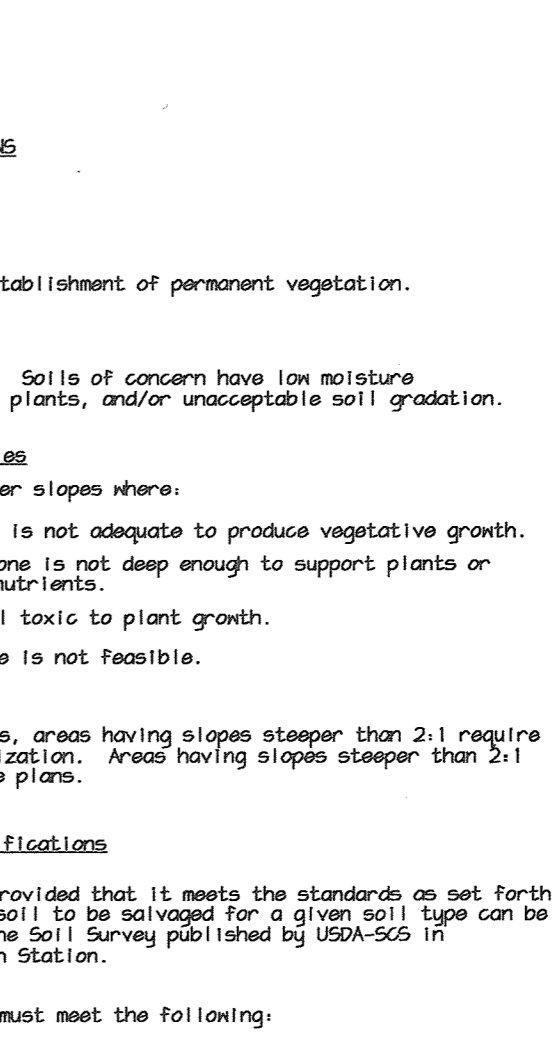 NS
tablishment of permanent vegetation.
Soils of concern have low moisture
plants, and/or unacceptable soil gradation.
es
er slopes where:
is not adequate to produce vegetative growth.
one is not deep enough to support plants or
nutrients.
l toxic to plant growth.
e is not feasible.
s, areas having slopes steeper than 2:1 require
ization. Areas having slopes steeper than 2:1
e plans.
fications
rovided that it meets the standards as set forth
soil to be salvaged for a given soil type can be
he Soil Survey published by USDA-SCS in
n Station.
must meet the following: